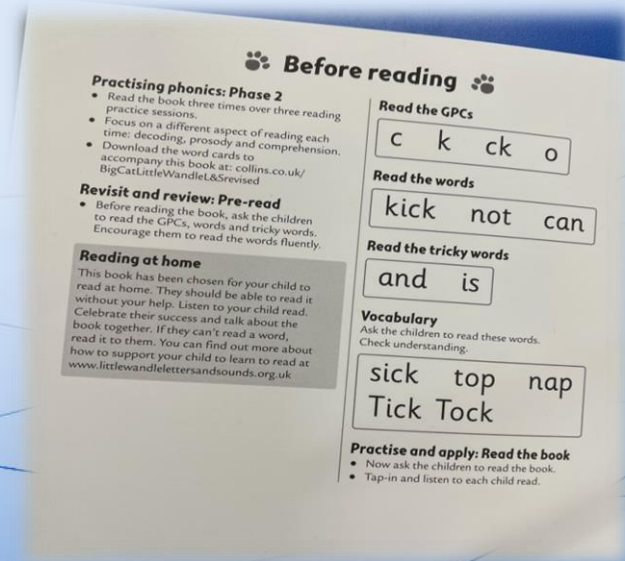 Before reading
Practising phonics: Phase 2
• Read the book three times over three reading
practice sessions.
• Focus on a different aspect of reading each
time: decoding, prosody and comprehension.
• Download the word cards to
accompany this book at: collins.co.uk/
BigCatLittleWandleL&Srevised
Revisit and review: Pre-read
• Before reading the book, ask the children
to read the GPCs, words and tricky words.
Encourage them to read the words fluently.
Reading at home
This book has been chosen for your child to
read at home. They should be able to read it
without your help. Listen to your child read.
Celebrate their success and talk about the
book together. If they can't read a word,
read it to them. You can find out more about
how to support your child to learn to read at
www.littlewandlelettersandsounds.org.uk
Read the GPCs
c k ck o
Read the words
kick not can
Read the tricky words
and is
Vocabulary
Ask the children to read these words.
Check understanding.
sick top nap
Tick Tock
Practise and apply: Read the book
• Now ask the children to read the book.
• Tap-in and listen to each child read.